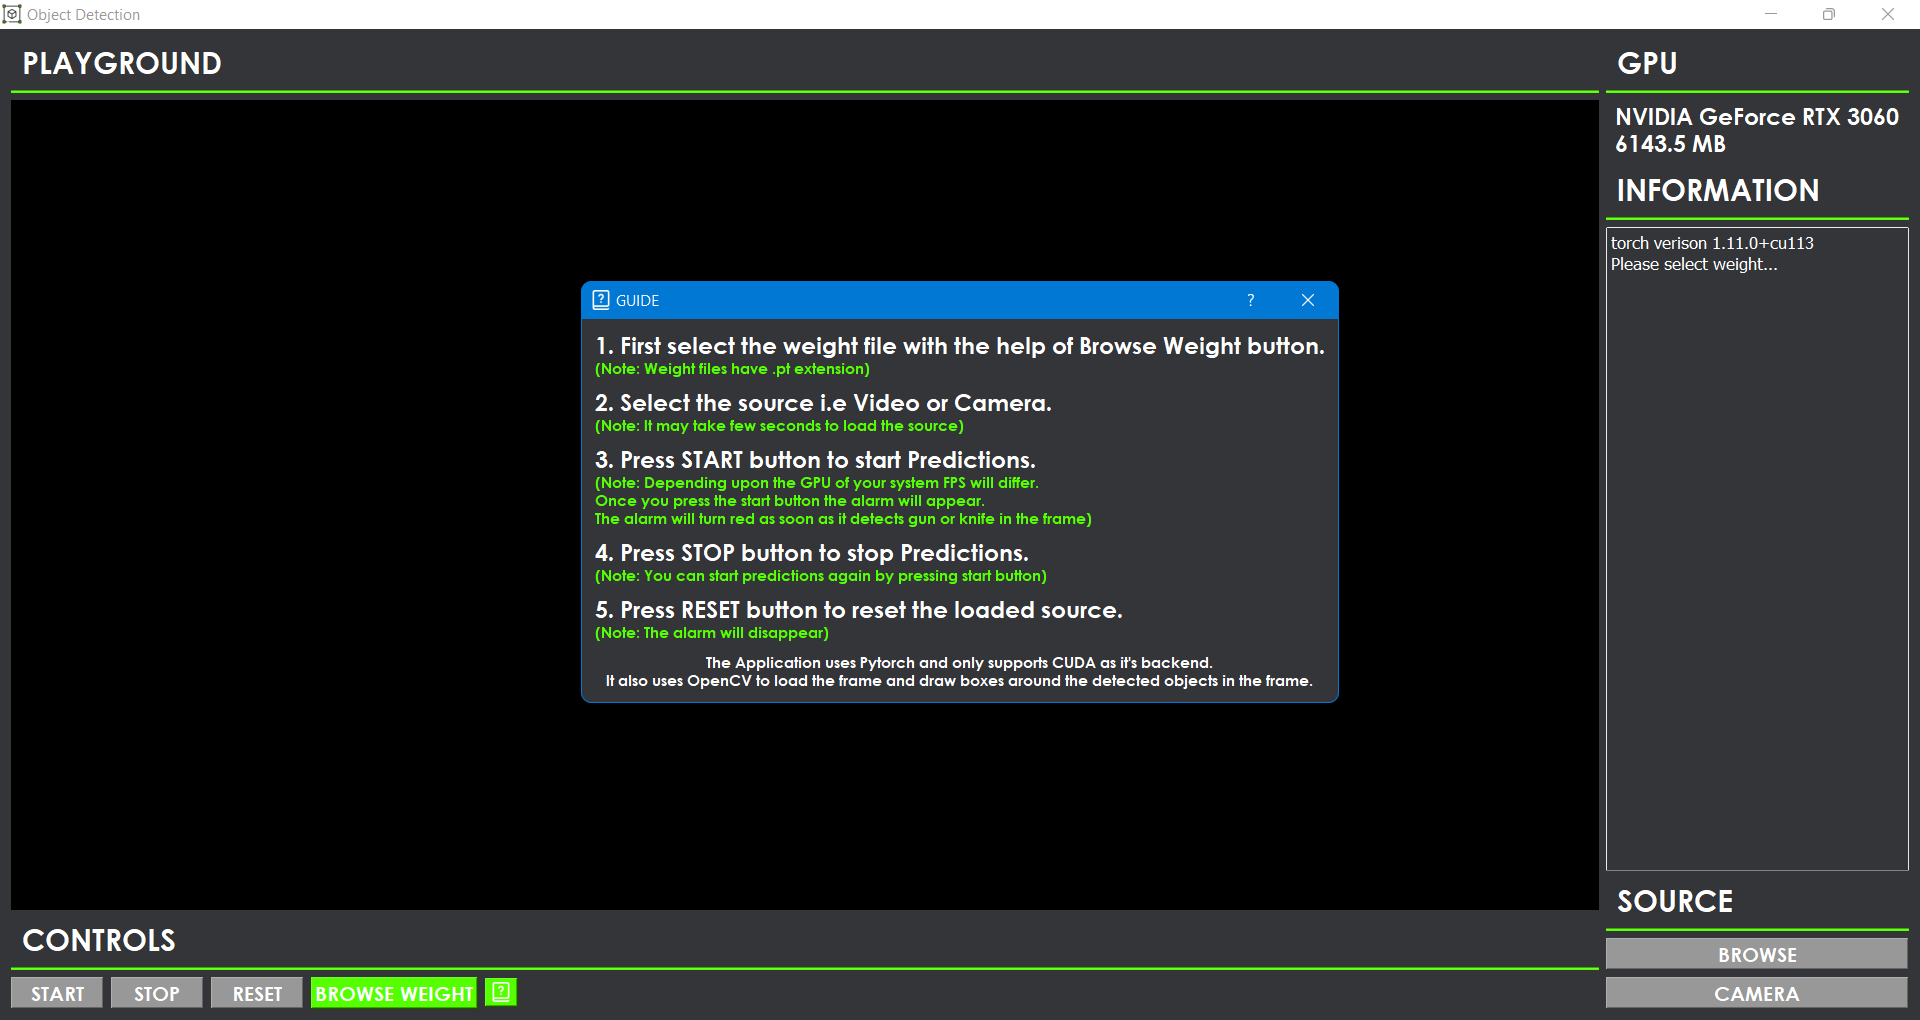 Object Detection
PLAYGROUND
GPU
NVIDIA GeForce RTX 3060
6143.5 MB
INFORMATION
torch verison 1.11.0+cu113
Please select weight...
GUIDE
?
1. First select the weight file with the help of Browse Weight button.
(Note: Weight files have .pt extension)
2. Select the source i.e Video or Camera.
(Note: It may take few seconds to load the source)
3. Press START button to start Predictions.
(Note: Depending upon the GPU of your system FPS will differ.
Once you press the start button the alarm will appear.
The alarm will turn red as soon as it detects gun or knife in the frame)
4. Press STOP button to stop Predictions.
(Note: You can start predictions again by pressing start button)
5. Press RESET button to reset the loaded source.
(Note: The alarm will disappear)
The Application uses Pytorch and only supports CUDA as it's backend.
It also uses OpenCV to load the frame and draw boxes around the detected objects in the frame.
SOURCE
BROWSE
CAMERA
CONTROLS
START
STOP
RESET
BROWSE WEIGHT